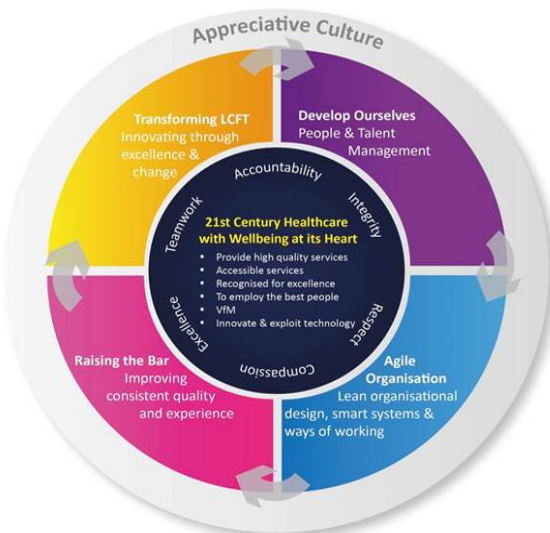 Appreciative Culture
Transforming LCFT
Innovating through
excellence &
change
Develop Ourselves
People & Talent
Management
Accountability
Integrity
Respect
Compassion
Excellence
Teamwork
21st Century Healthcare
with Wellbeing at its Heart
• Provide high quality services
• Accessible services
• Recognised for excellence
• To employ the best people
• VfM
• Innovate & exploit technology
Raising the Bar
Improving
consistent quality
and experience
Agile
Organisation
Lean organisational
design, smart systems &
ways of working